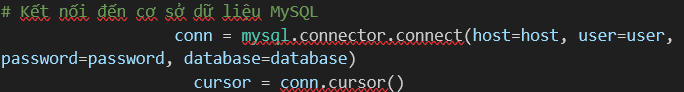 # Kết nối đến cơ sở dữ liệu MySQL
conn = mysql.connector.connect(host=host, user=user,
password=password, database=database)
cursor = conn.cursor()